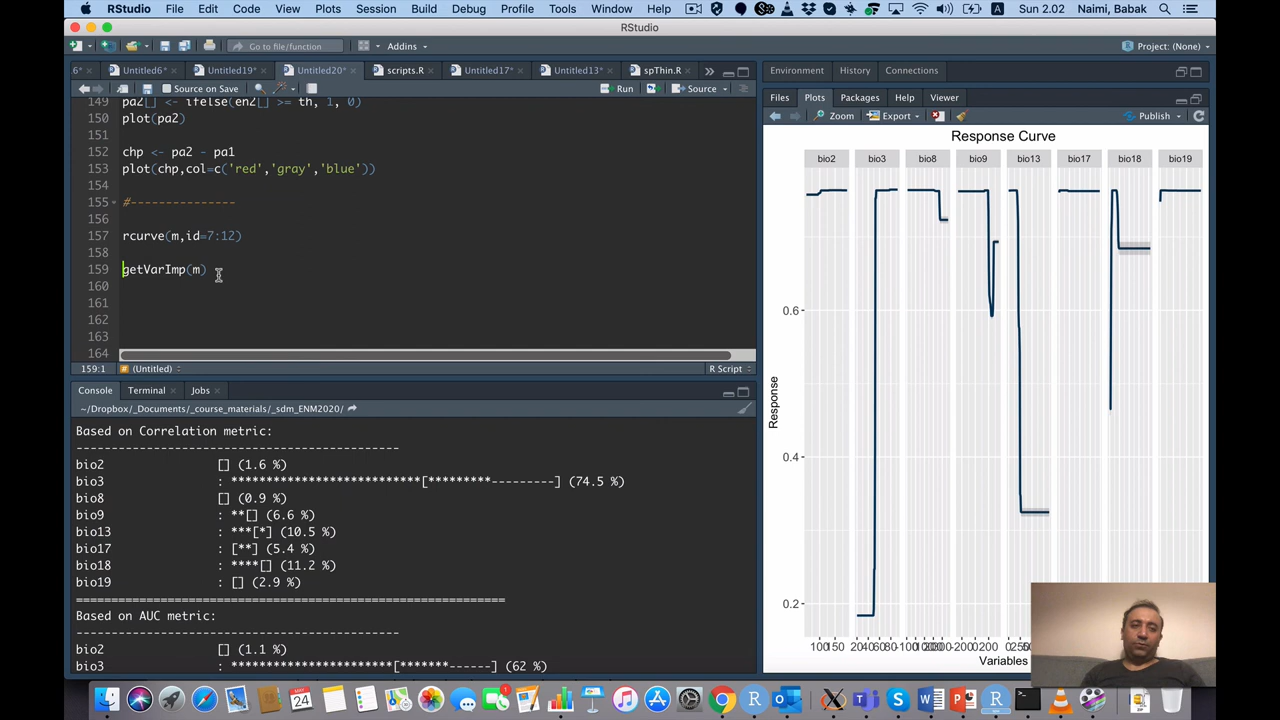 RStudio File Edit Code View Plots Session Build Debug Profile Tools Window Help Sun 2.02 Naimi, Babak
RStudio
Go to file/function Addins Project: (None)
6* Untitled6* Untitled19* Untitled20* scripts.R Untitled17* Untitled13* spThin.R
Source on Save Run Source
149 pa2[] <- ifelse(en2[] >= th, 1, 0)
150 plot(pa2)
151
152 chp <- pa2 - pa1
153 plot(chp,col=c('red','gray','blue'))
154
155 #---------------
156
157 rcurve(m,id=7:12)
158
159 getVarImp(m)
160
161
162
163
164
159:1 (Untitled) R Script
Console Terminal Jobs
~/Dropbox/_Documents/_course_materials/_sdm_ENM2020/
Based on Correlation metric:
----------------------------------------------
bio2 [] (1.6 %)
bio3 : ***************************[*********---------] (74.5 %)
bio8 [] (0.9 %)
bio9 : **[] (6.6 %)
bio13 : ***[*] (10.5 %)
bio17 : [**] (5.4 %)
bio18 : ****[] (11.2 %)
bio19 : [] (2.9 %)
=============================================================
Based on AUC metric:
----------------------------------------------
bio2 [] (1.1 %)
bio3 : ***********************[*******------] (62 %)
Environment History Connections
Files Plots Packages Help Viewer
Zoom Export Publish
Response Curve
bio2 bio3 bio8 bio9 bio13 bio17 bio18 bio19
0.6
0.4
0.2
Response
Variables
MAY
24
1